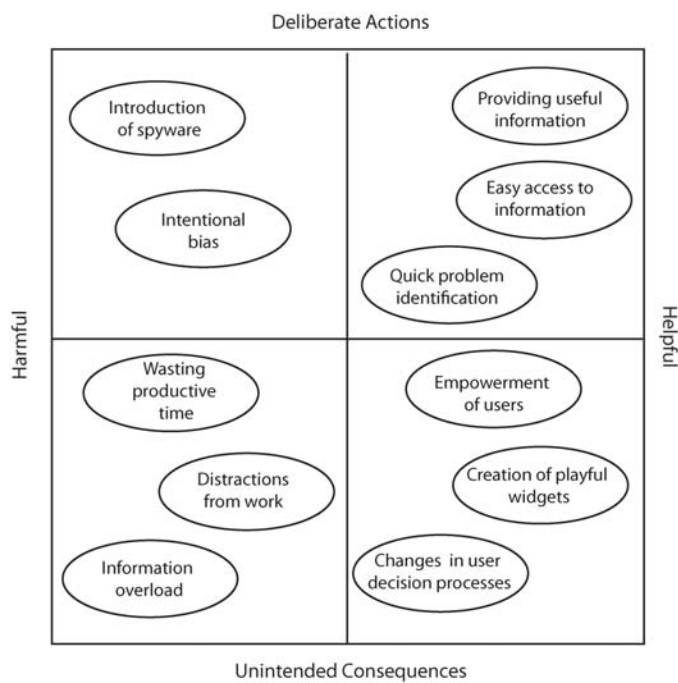 Deliberate Actions
Introduction
of spyware
Intentional
bias
Providing useful
information
Easy access to
information
Quick problem
identification
Harmful
Helpful
Wasting
productive
time
Distractions
from work
Information
overload
Empowerment
of users
Creation of playful
widgets
Changes in user
decision processes
Unintended Consequences